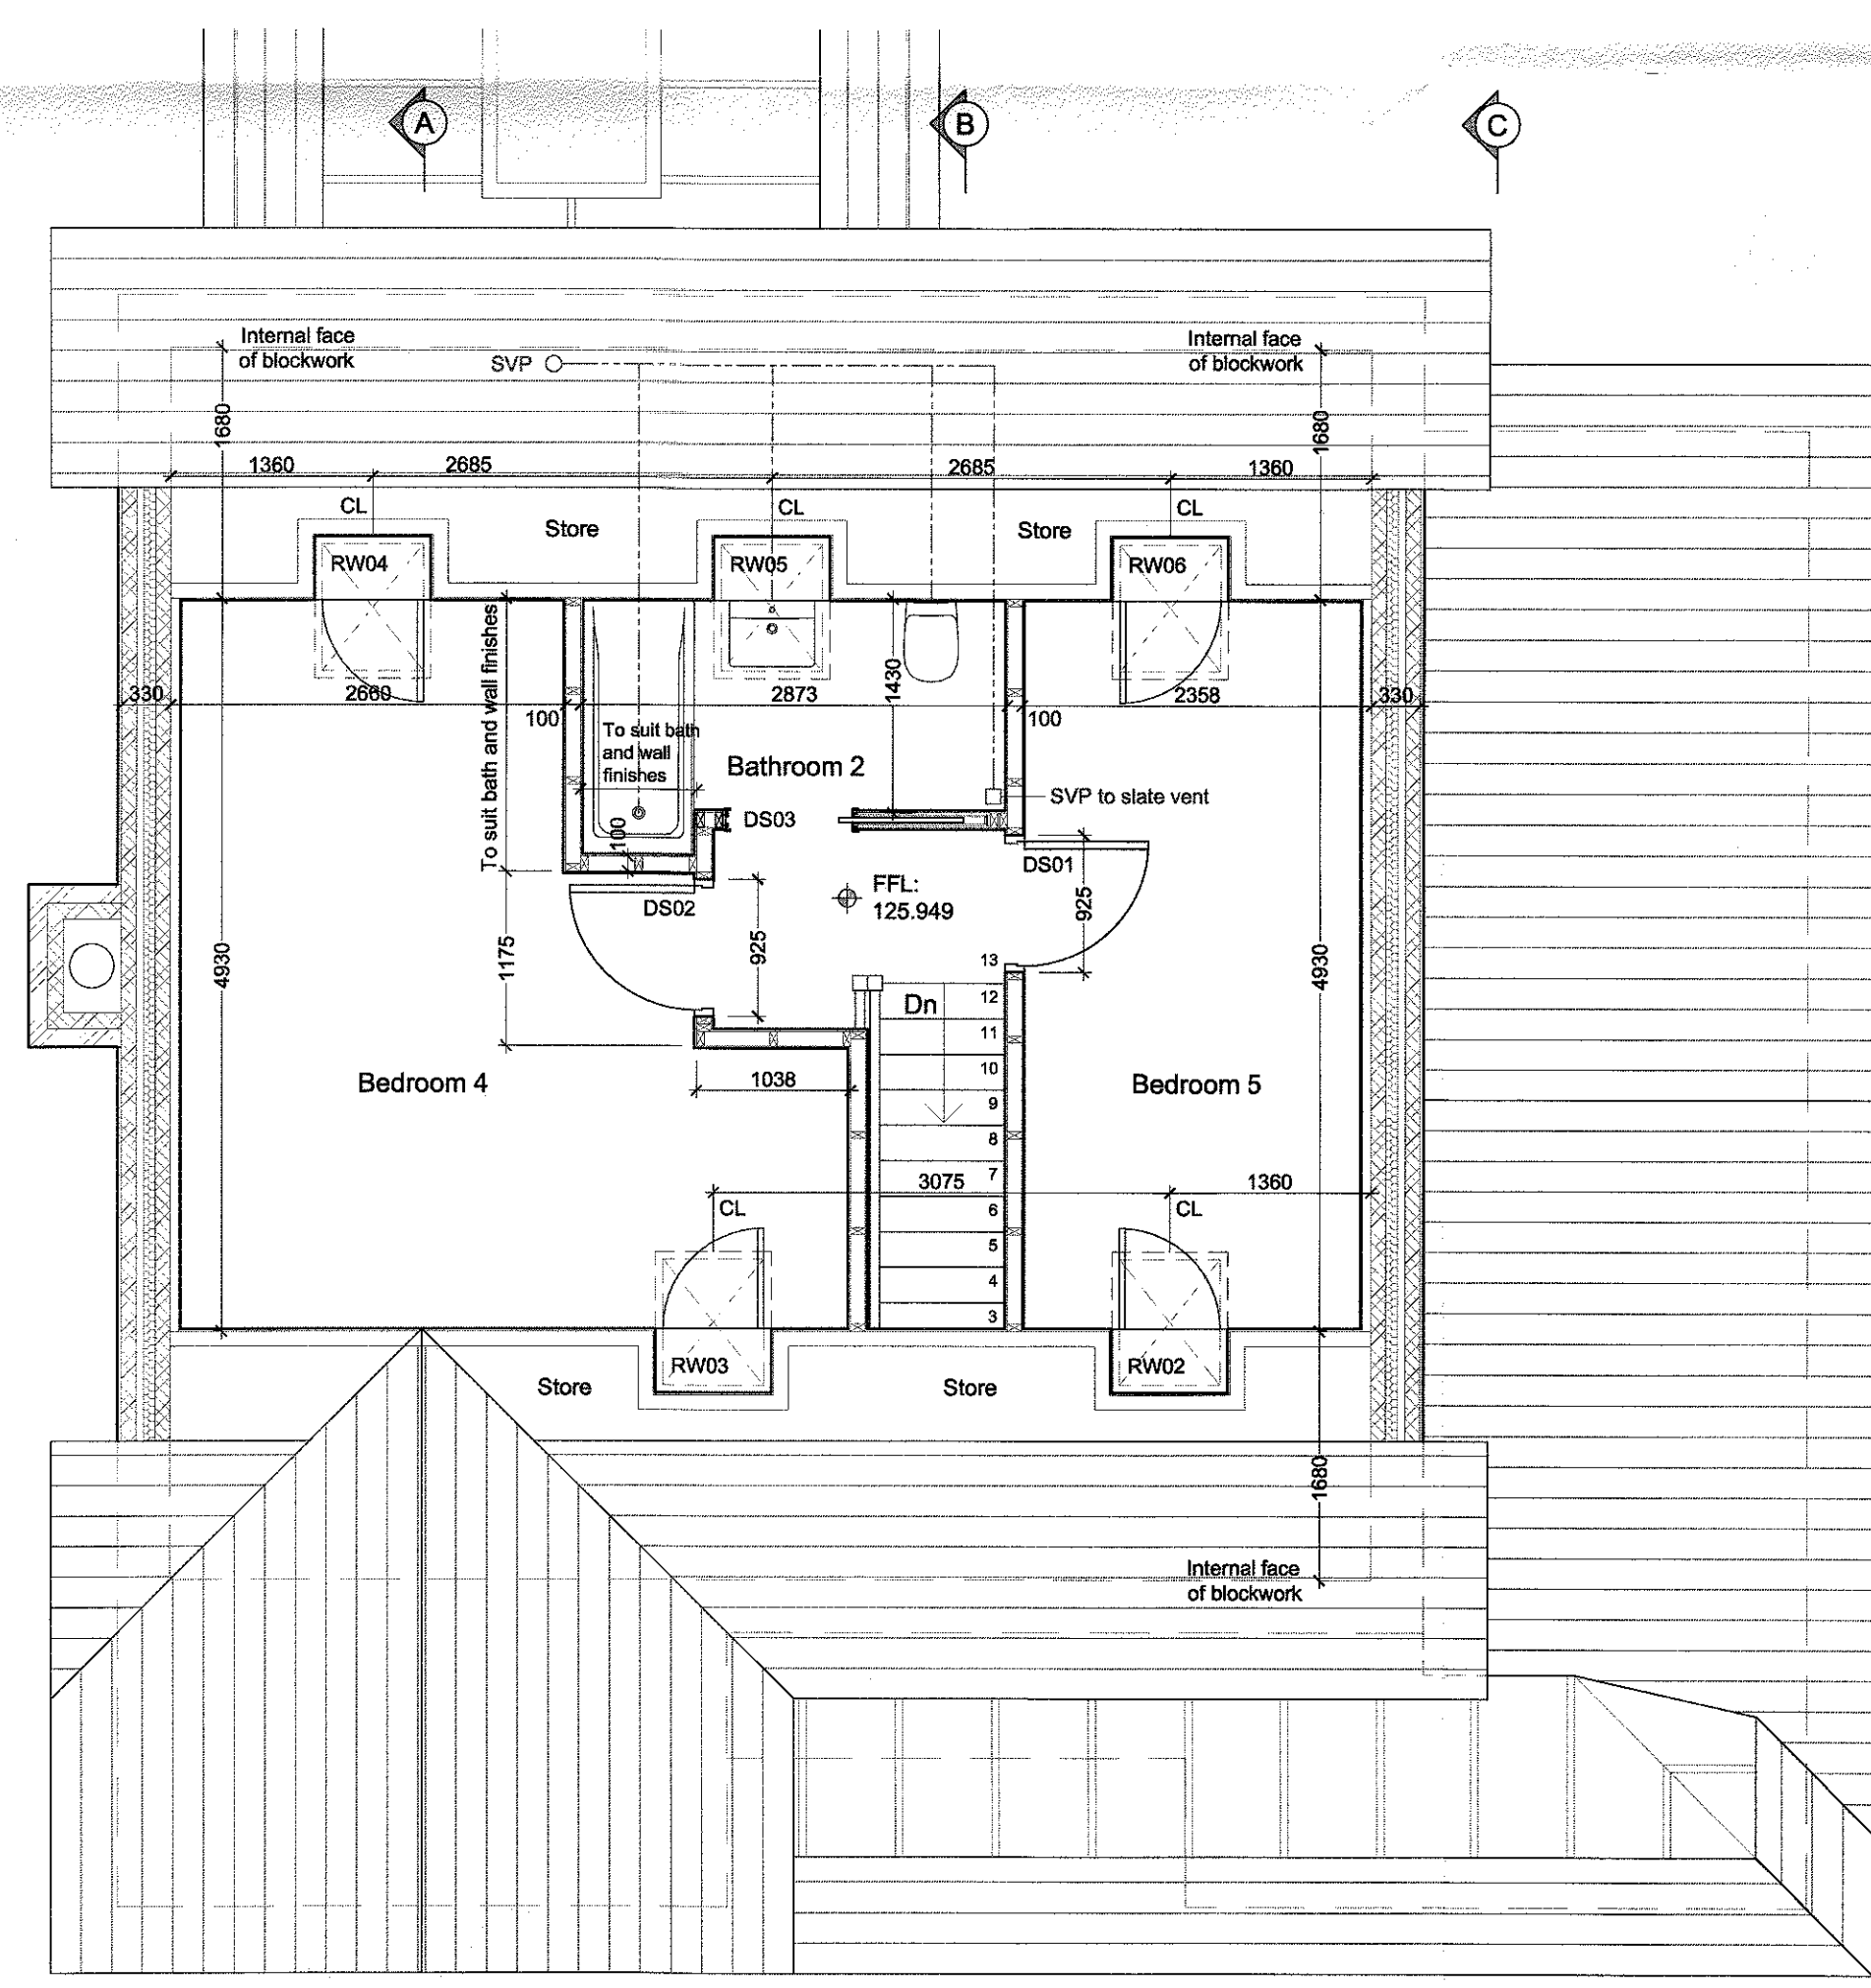 A
B
C
Internal face
of blockwork
SVP
Internal face
of blockwork
1680
1680
1360
2685
2685
1360
CL
CL
CL
Store
Store
RW04
RW05
RW06
To suit bath and wall finishes
330
2660
100
2873
1430
100
2358
330
To suit bath
and wall
finishes
Bathroom 2
SVP to slate vent
100
DS03
DS01
DS02
FFL:
125.949
925
925
1175
4930
4930
13
12
11
10
9
8
7
6
5
4
3
Dn
Bedroom 4
1038
Bedroom 5
3075
1360
CL
CL
RW03
RW02
Store
Store
1680
Internal face
of blockwork